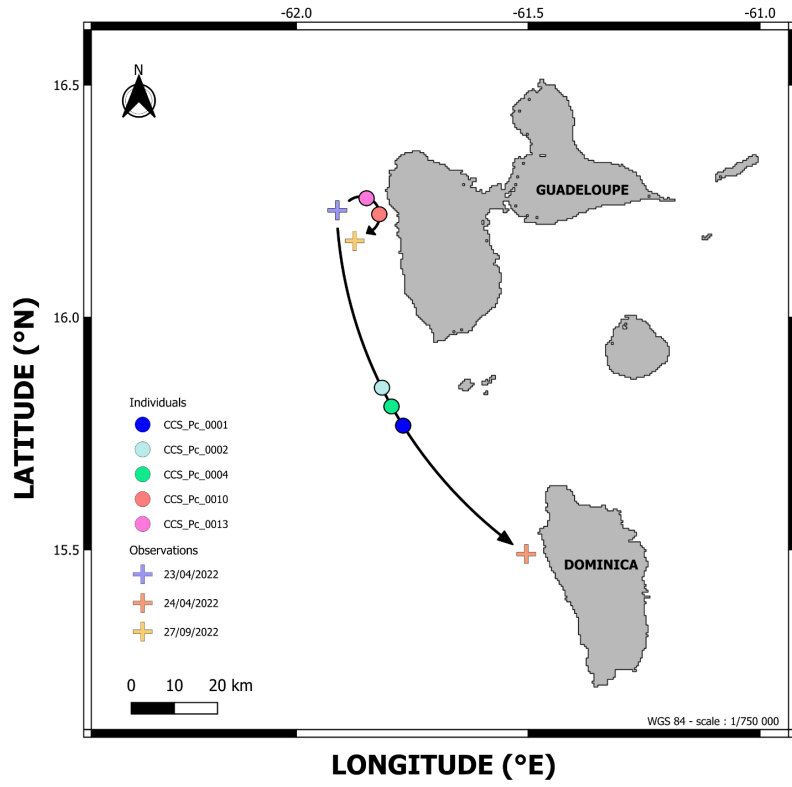 -62.0 -61.5 -61.0
N
16.5
GUADELOUPE
16.0
LATITUDE (°N)
Individuals
CCS_Pc_0001
CCS_Pc_0002
CCS_Pc_0004
CCS_Pc_0010
CCS_Pc_0013
15.5
DOMINICA
Observations
23/04/2022
24/04/2022
27/09/2022
0 10 20 km
WGS 84 - scale : 1/750 000
LONGITUDE (°E)